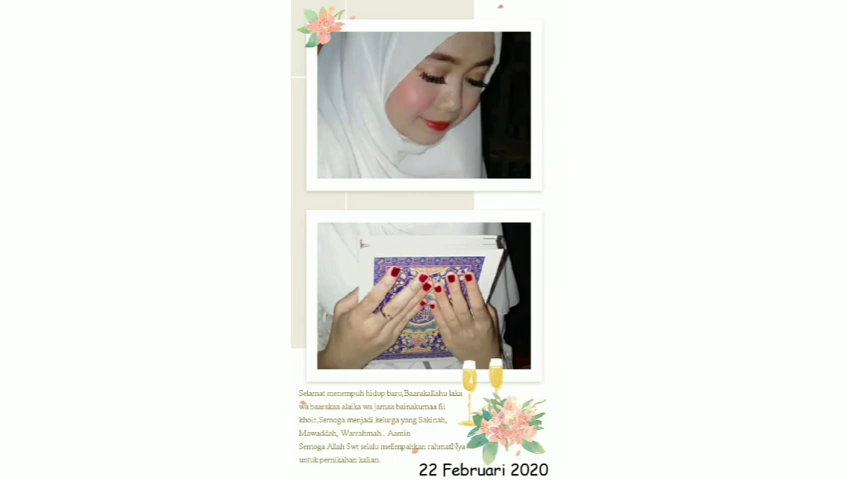 Selamat menempuh hidup baru,Baarakallahu laka
wa baarakaa alaika wa jamaa bainakumaa fii
khoir,Semoga menjadi kelurga yang Sakinah,
Mawaddah, Warrahmah.. Aamiin
Semoga Allah Swt selalu melimpahkan rahmatNya
untuk pernikahan kalian.
22 Februari 2020